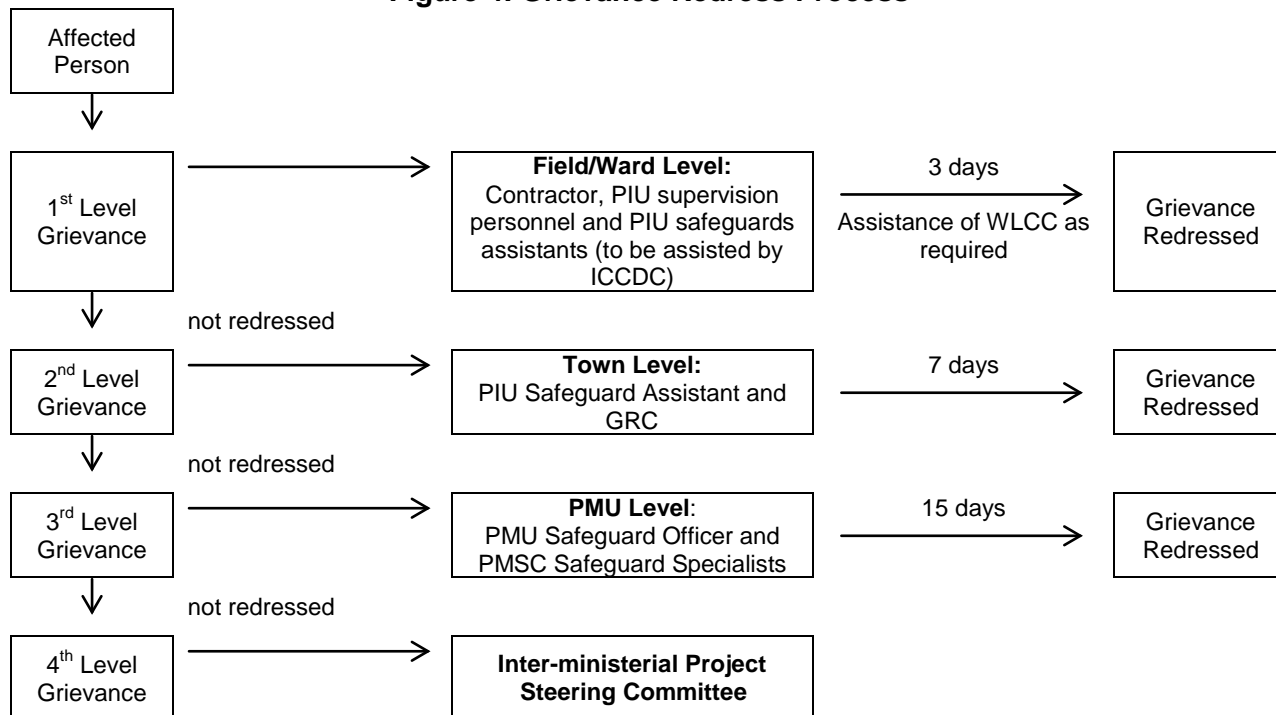 Affected
Person
1st Level
Grievance
Field/Ward Level:
Contractor, PIU supervision
personnel and PIU safeguards
assistants (to be assisted by
ICCDC)
3 days
Assistance of WLCC as
required
Grievance
Redressed
not redressed
2nd Level
Grievance
Town Level:
PIU Safeguard Assistant and
GRC
7 days
Grievance
Redressed
not redressed
3rd Level
Grievance
PMU Level:
PMU Safeguard Officer and
PMSC Safeguard Specialists
15 days
Grievance
Redressed
not redressed
4th Level
Grievance
Inter-ministerial Project
Steering Committee